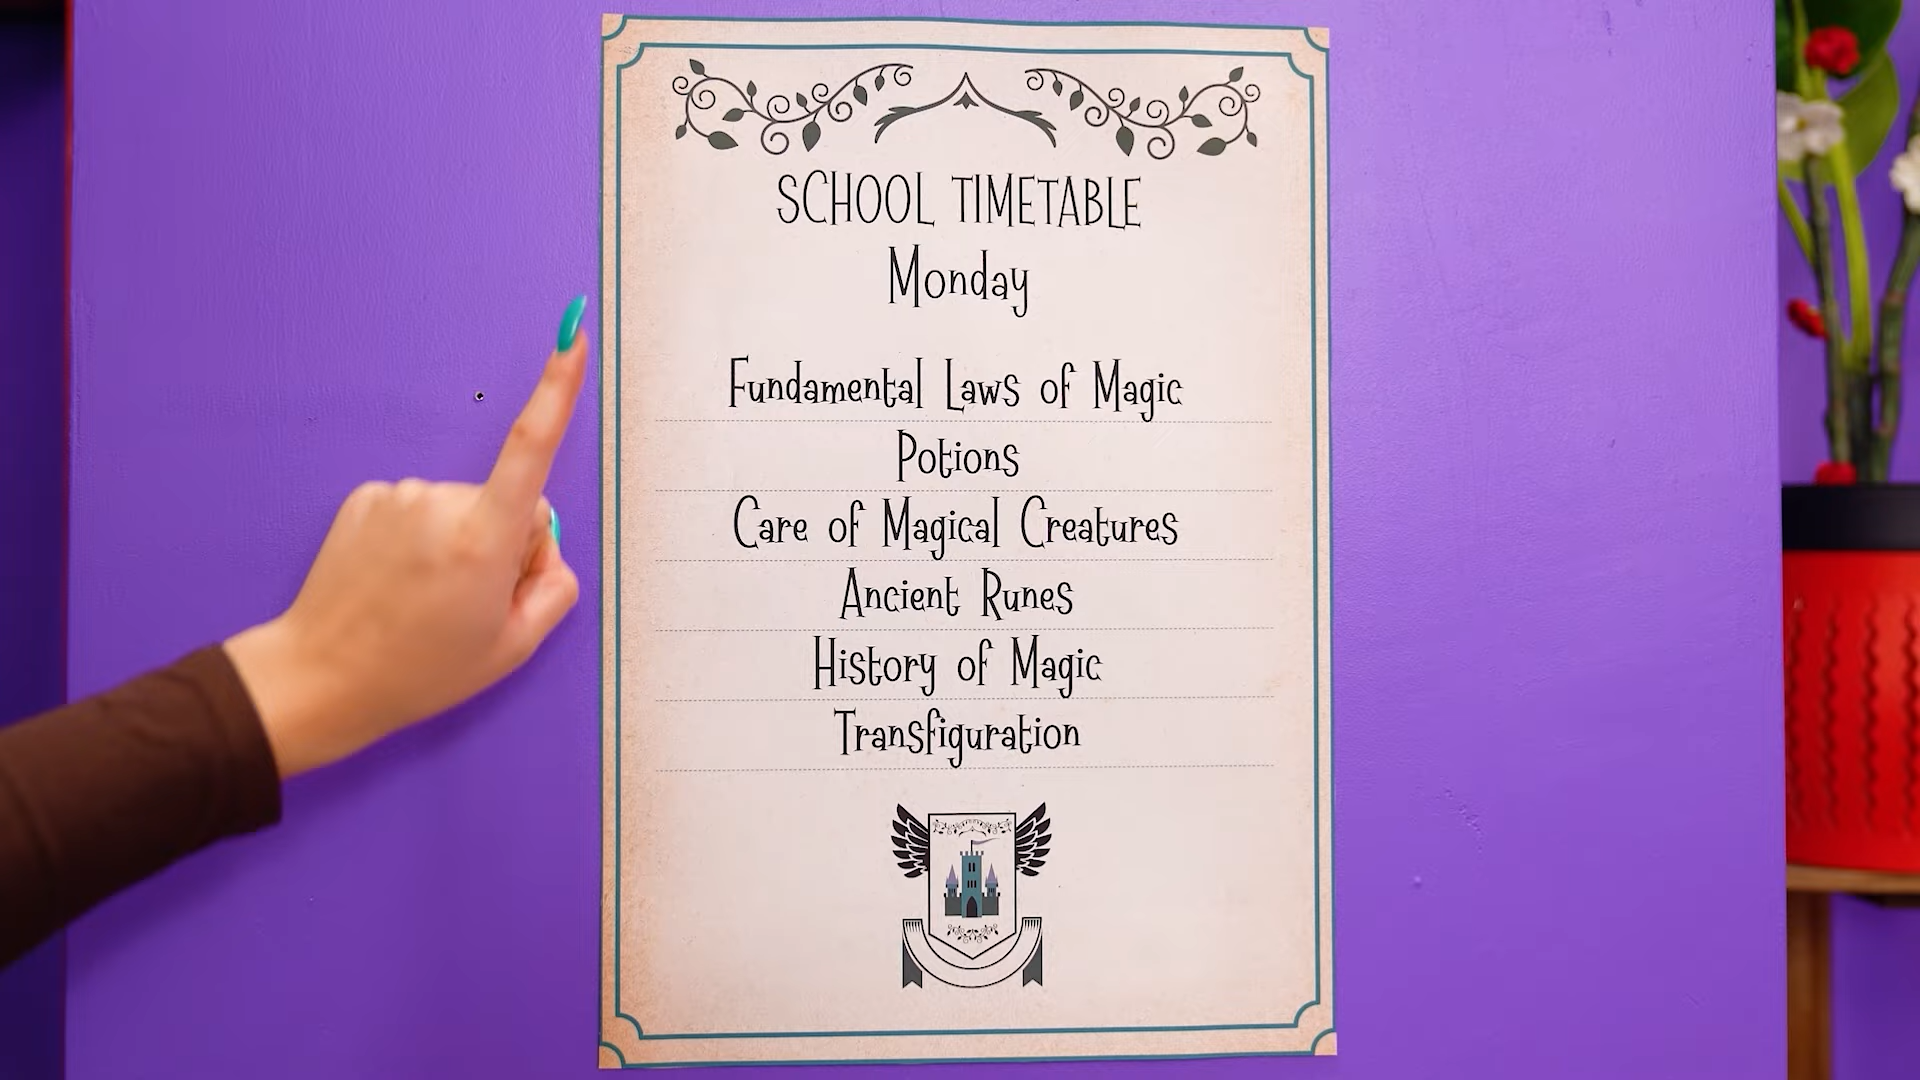 SCHOOL TIMETABLE
Monday
Fundamental Laws of Magic
Potions
Care of Magical Creatures
Ancient Runes
History of Magic
Transfiguration